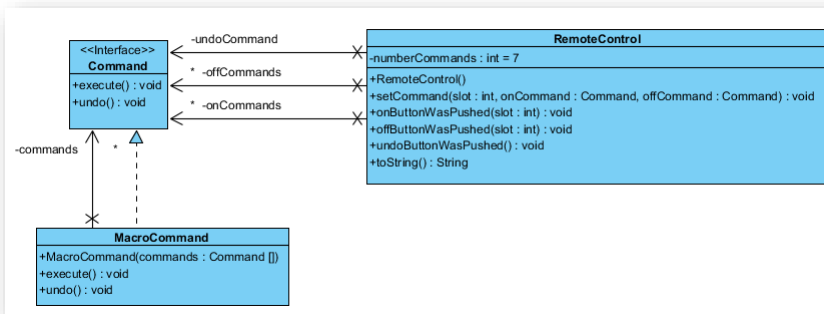 <<Interface>>
Command
+execute() : void
+undo() : void
-undoCommand
* -offCommands
* -onCommands
RemoteControl
-numberCommands : int = 7
+RemoteControl()
+setCommand(slot : int, onCommand : Command, offCommand : Command) : void
+onButtonWasPushed(slot : int) : void
+offButtonWasPushed(slot : int) : void
+undoButtonWasPushed() : void
+toString() : String
-commands *
MacroCommand
+MacroCommand(commands : Command [])
+execute() : void
+undo() : void